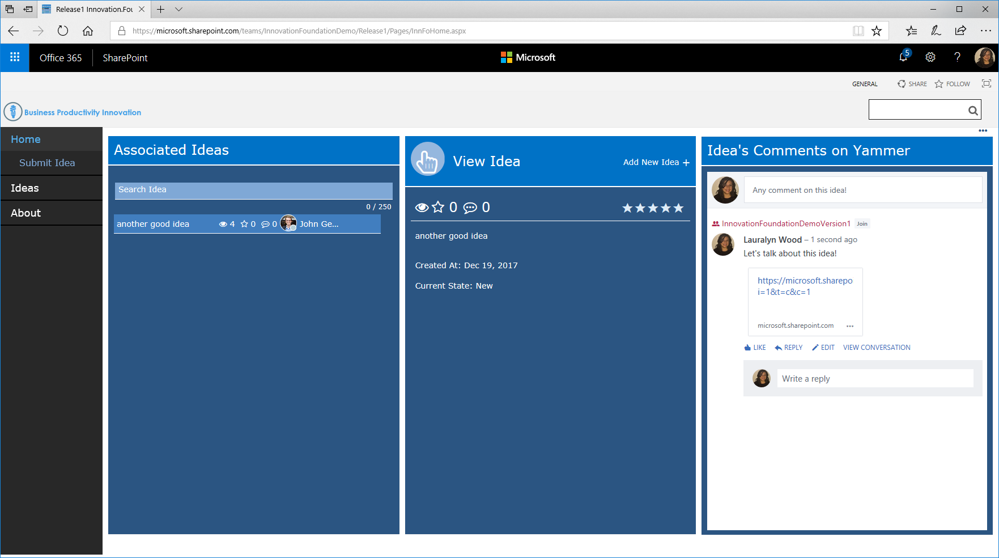 Release1 Innovation.Fou
https://microsoft.sharepoint.com/teams/InnovationFoundationDemo/Release1/Pages/InnFoHome.aspx
Office 365
SharePoint
Microsoft
5
?
GENERAL
SHARE
FOLLOW
Business Productivity Innovation
Home
Submit Idea
Ideas
About
Associated Ideas
Search Idea
0 / 250
another good idea 4 0 0 John Ge...
View Idea
Add New Idea +
0 0
another good idea
Created At: Dec 19, 2017
Current State: New
Idea's Comments on Yammer
Any comment on this idea!
InnovationFoundationDemoVersion1 Join
Lauralyn Wood – 1 second ago
Let's talk about this idea!
https://microsoft.sharepo
i=1&t=c&c=1
microsoft.sharepoint.com
LIKE REPLY EDIT VIEW CONVERSATION
Write a reply